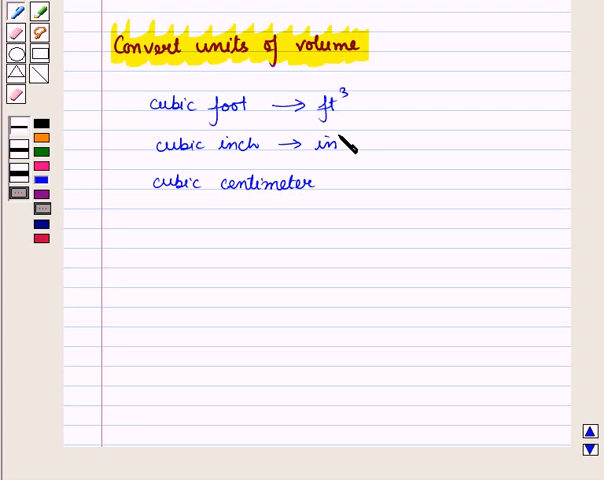 Convert units of volume
cubic foot → ft³
cubic inch → in
cubic centimeter